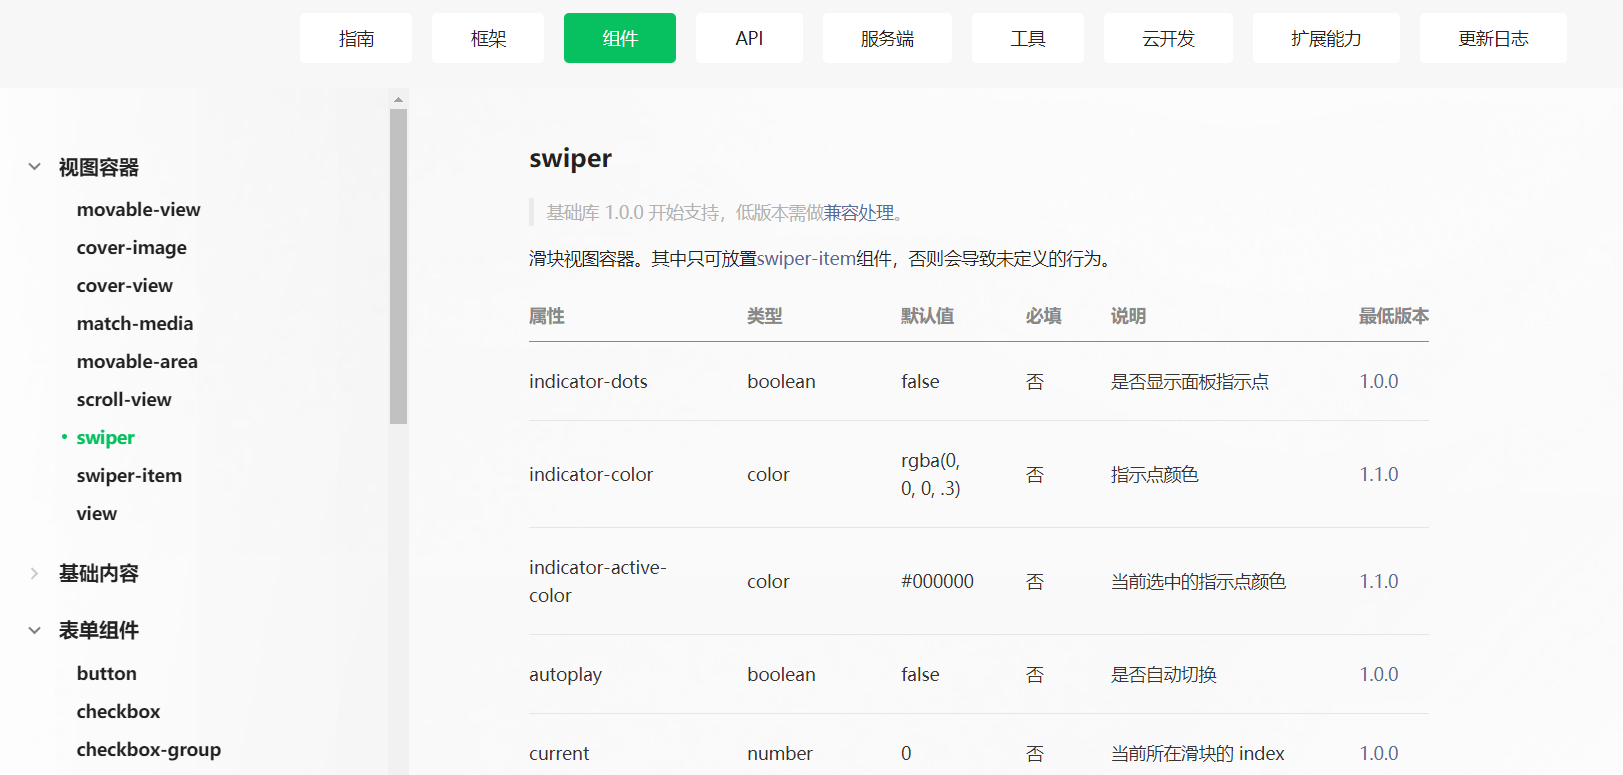 指南 框架 组件 API 服务端 工具 云开发 扩展能力 更新日志
视图容器
movable-view
cover-image
cover-view
match-media
movable-area
scroll-view
swiper
swiper-item
view
基础内容
表单组件
button
checkbox
checkbox-group
swiper
基础库 1.0.0 开始支持，低版本需做兼容处理。
滑块视图容器。其中只可放置swiper-item组件，否则会导致未定义的行为。
属性 类型 默认值 必填 说明 最低版本
indicator-dots boolean false 否 是否显示面板指示点 1.0.0
indicator-color color rgba(0,
0, 0, .3) 否 指示点颜色 1.1.0
indicator-active-
color color #000000 否 当前选中的指示点颜色 1.1.0
autoplay boolean false 否 是否自动切换 1.0.0
current number 0 否 当前所在滑块的 index 1.0.0